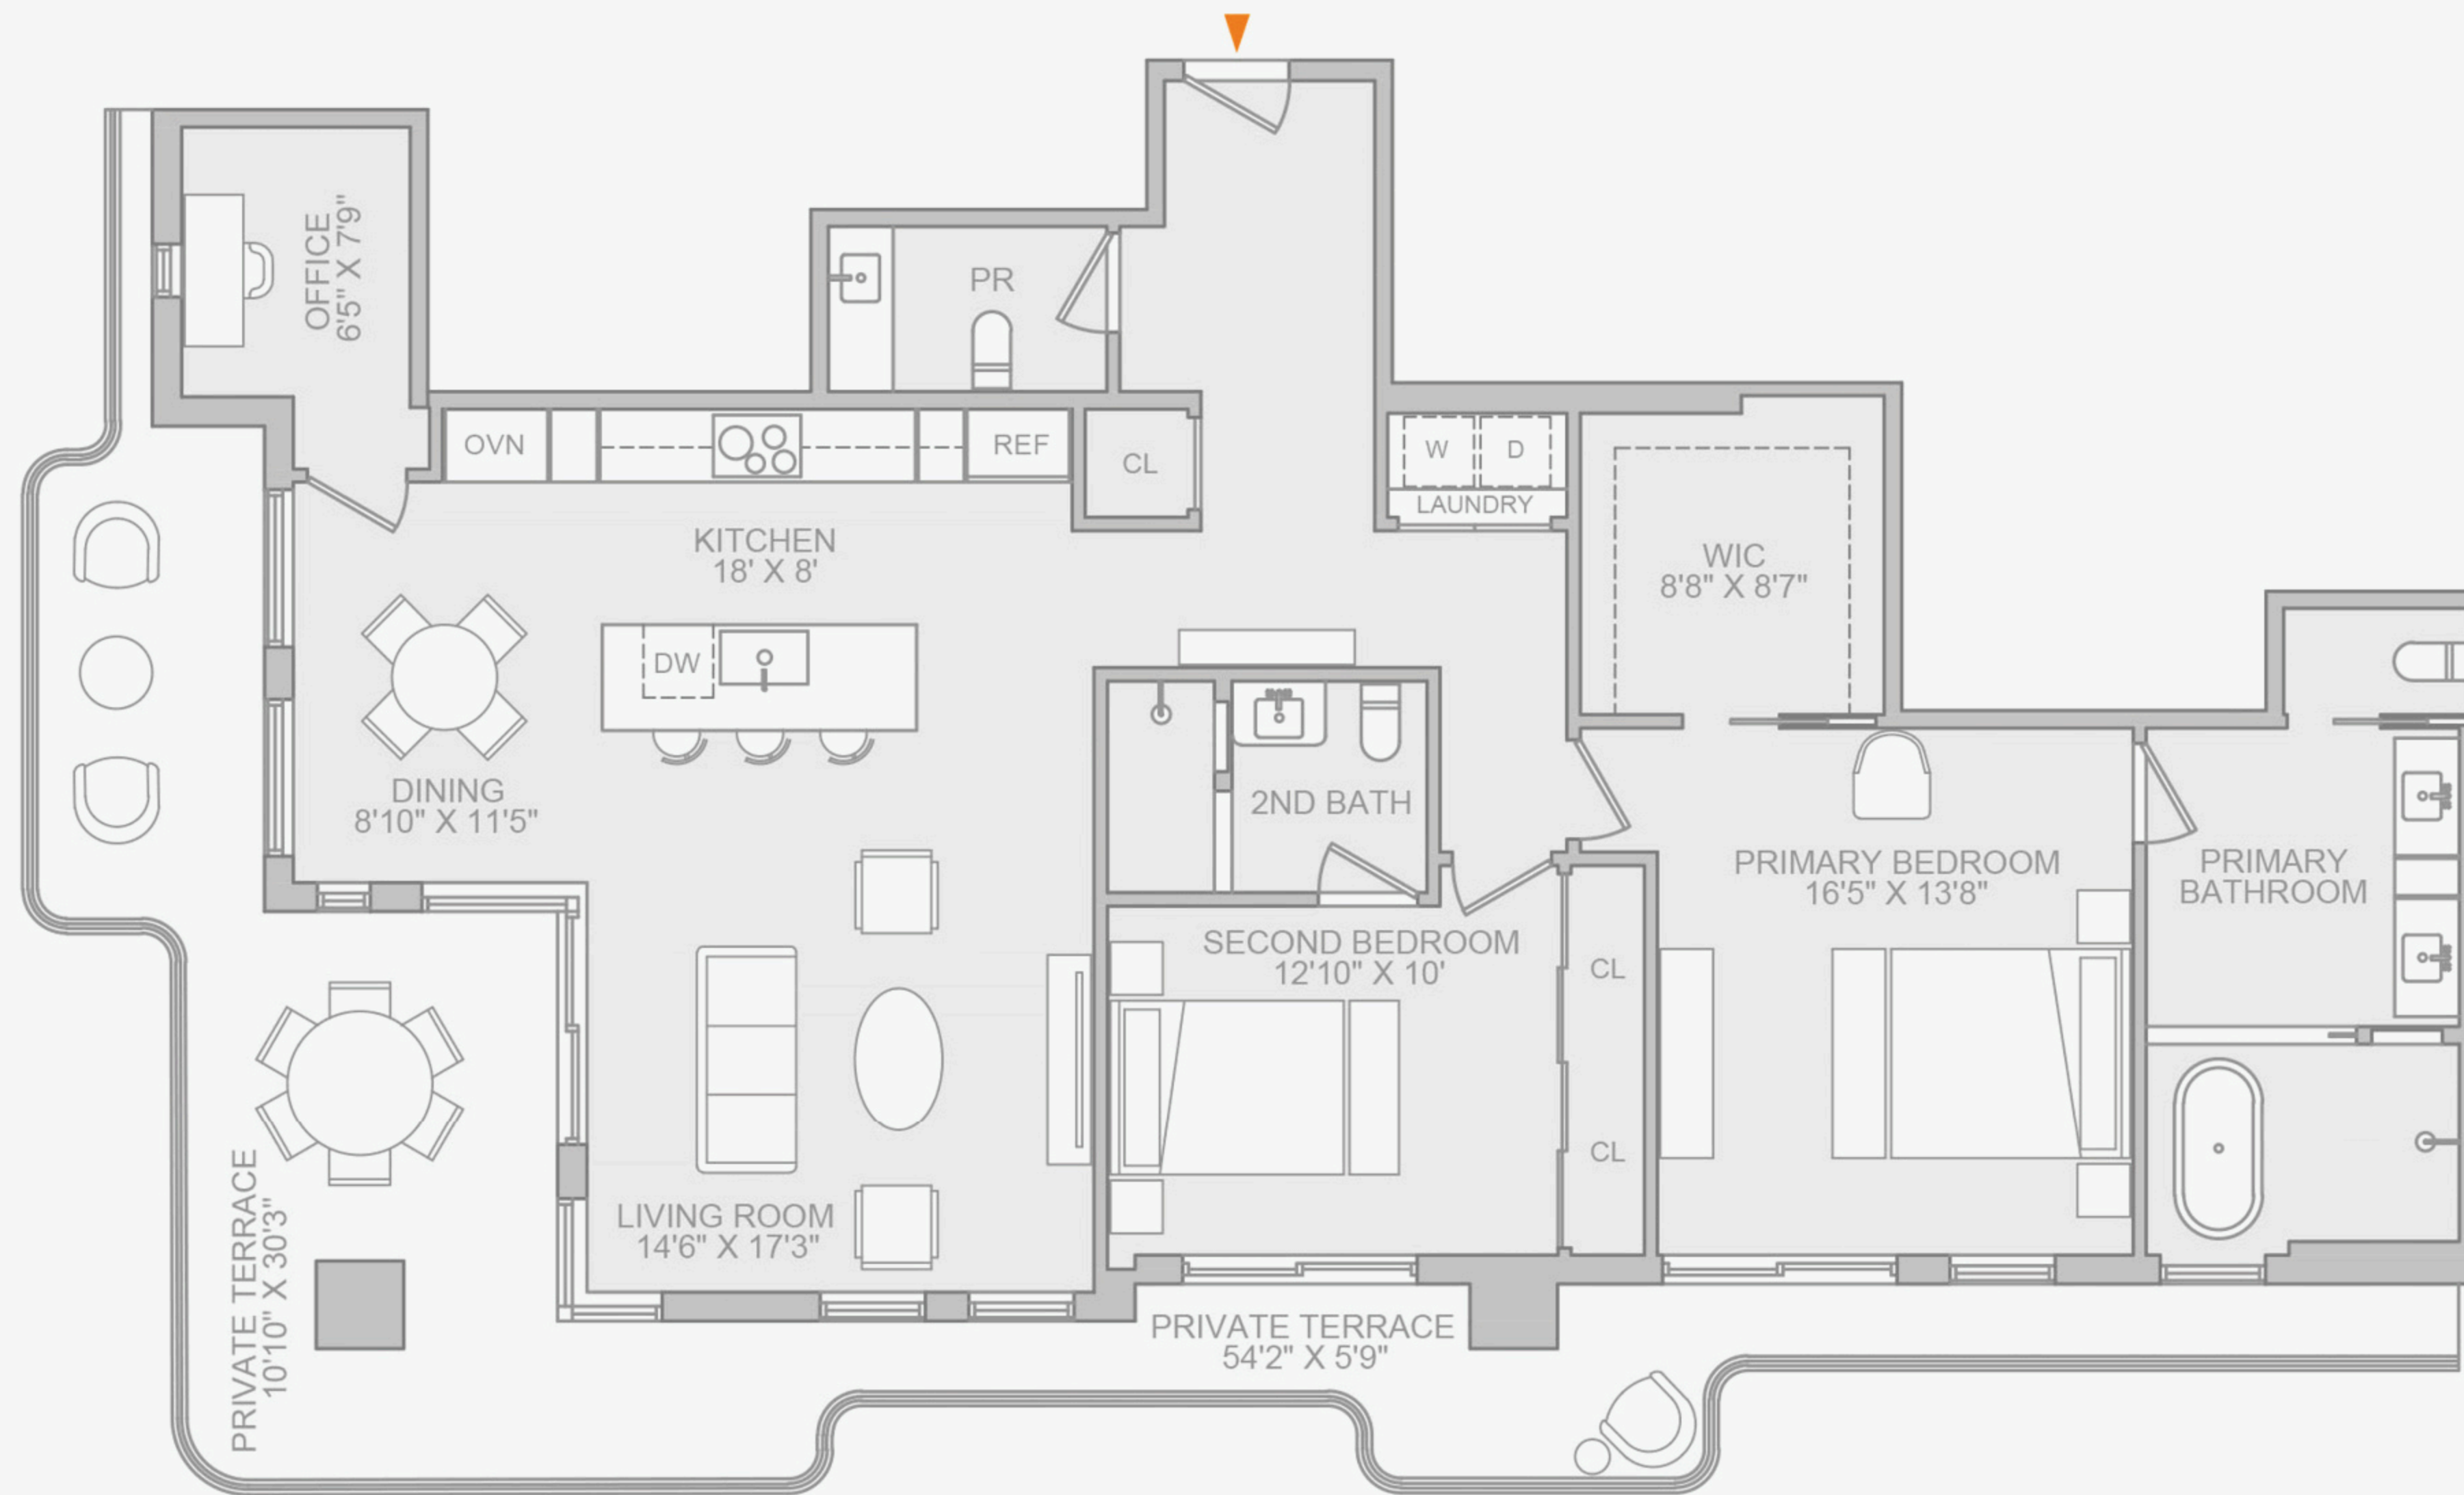 OFFICE
6'5" X 7'9"
PR
OVN
REF
CL
W
D
LAUNDRY
KITCHEN
18' X 8'
WIC
8'8" X 8'7"
DW
DINING
8'10" X 11'5"
2ND BATH
PRIMARY BEDROOM
16'5" X 13'8"
PRIMARY
BATHROOM
SECOND BEDROOM
12'10" X 10'
CL
CL
LIVING ROOM
14'6" X 17'3"
PRIVATE TERRACE
10'10" X 30'3"
PRIVATE TERRACE
54'2" X 5'9"